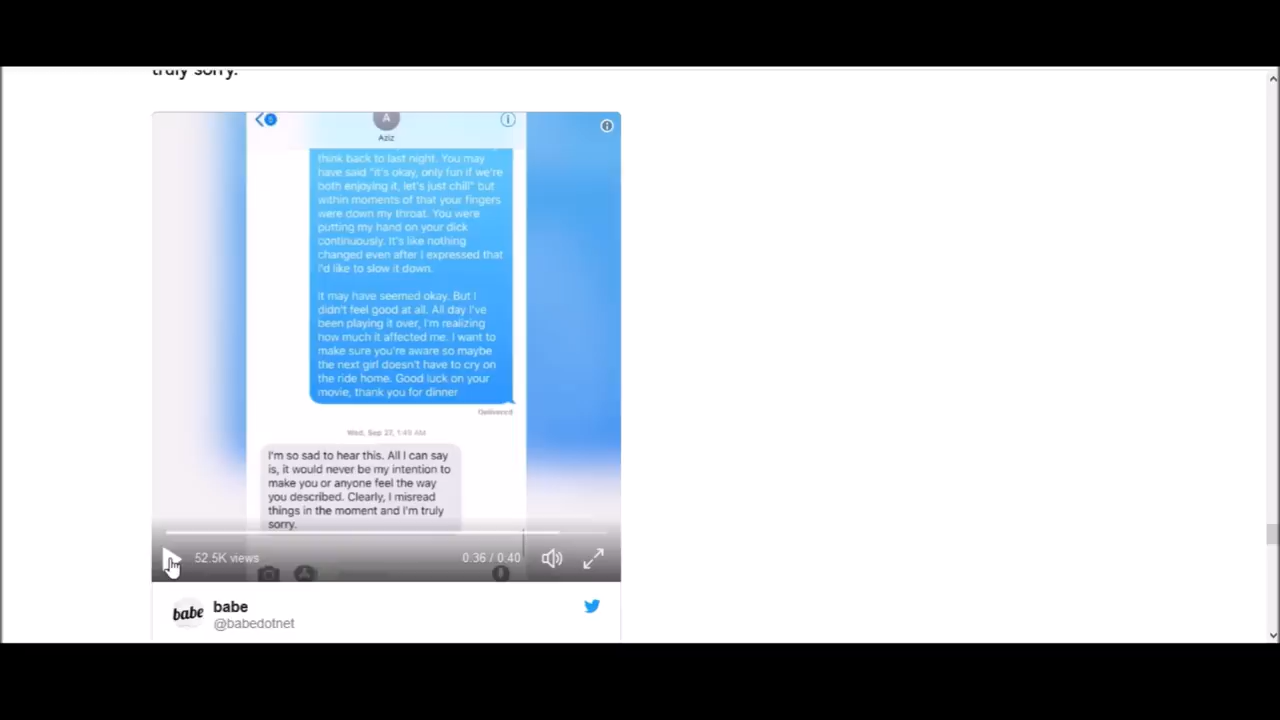 truly sorry.
A
Aziz
think back to last night. You may
have said "it's okay, only fun if we're
both enjoying it, let's just chill" but
within moments of that your fingers
were down my throat. You were
putting my hand on your dick
continuously. It's like nothing
changed even after I expressed that
I'd like to slow it down.
It may have seemed okay. But I
didn't feel good at all. All day I've
been playing it over, I'm realizing
how much it affected me. I want to
make sure you're aware so maybe
the next girl doesn't have to cry on
the ride home. Good luck on your
movie, thank you for dinner
Delivered
Wed, Sep 27, 1:49 AM
I'm so sad to hear this. All I can say
is, it would never be my intention to
make you or anyone feel the way
you described. Clearly, I misread
things in the moment and I'm truly
sorry.
52.5K views
0:36 / 0:40
babe
babe
@babedotnet